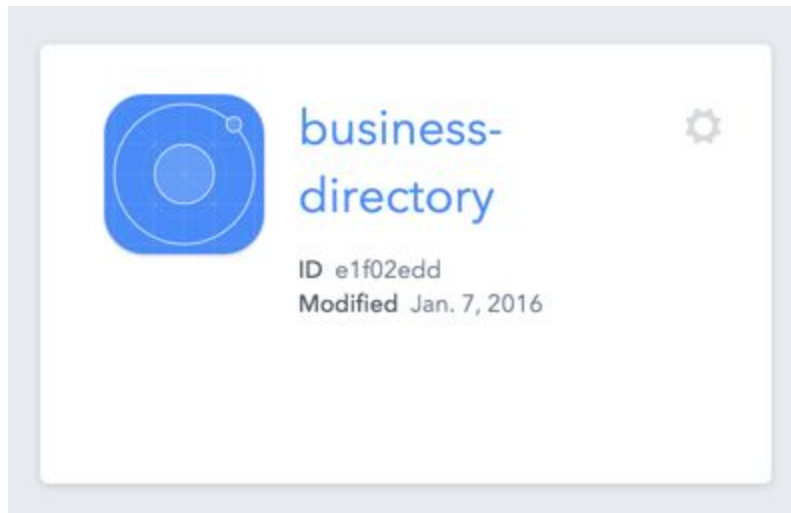 business-
directory
ID e1f02edd
Modified Jan. 7, 2016